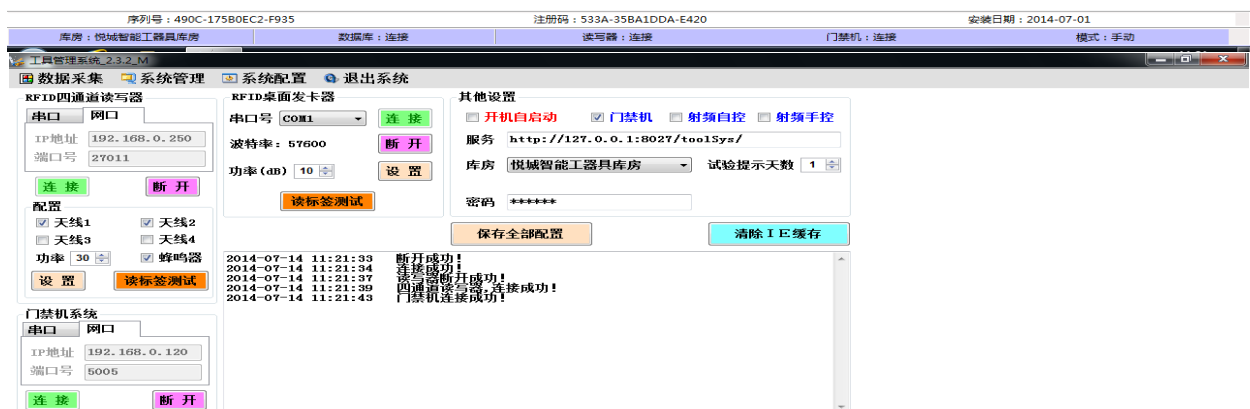 序列号：490C-175B0EC2-F935 注册码：533A-35BA1DDA-E420 安装日期：2014-07-01
库房：悦城智能工器具库房 数据库：连接 读写器：连接 门禁机：连接 模式：手动
工具管理系统_2.3.2_M
数据采集 系统管理 系统配置 退出系统
RFID四通道读写器
串口 网口
IP地址 192.168.0.250
端口号 27011
连 接 断 开
配置
天线1 天线2
天线3 天线4
功率 30 蜂鸣器
设 置 读标签测试
门禁机系统
串口 网口
IP地址 192.168.0.120
端口号 5005
连 接 断 开
RFID桌面发卡器
串口号 COM1 连 接
波特率：57600 断 开
功率(dB) 10 设 置
读标签测试
其他设置
开机自启动 门禁机 射频自控 射频手控
服务 http://127.0.0.1:8027/toolSys/
库房 悦城智能工器具库房 试验提示天数 1
密码 ******
保存全部配置 清除ＩＥ缓存
2014-07-14 11:21:33 断开成功！
2014-07-14 11:21:34 连接成功！
2014-07-14 11:21:37 读写器断开成功！
2014-07-14 11:21:39 四通道读写器,连接成功！
2014-07-14 11:21:43 门禁机连接成功！